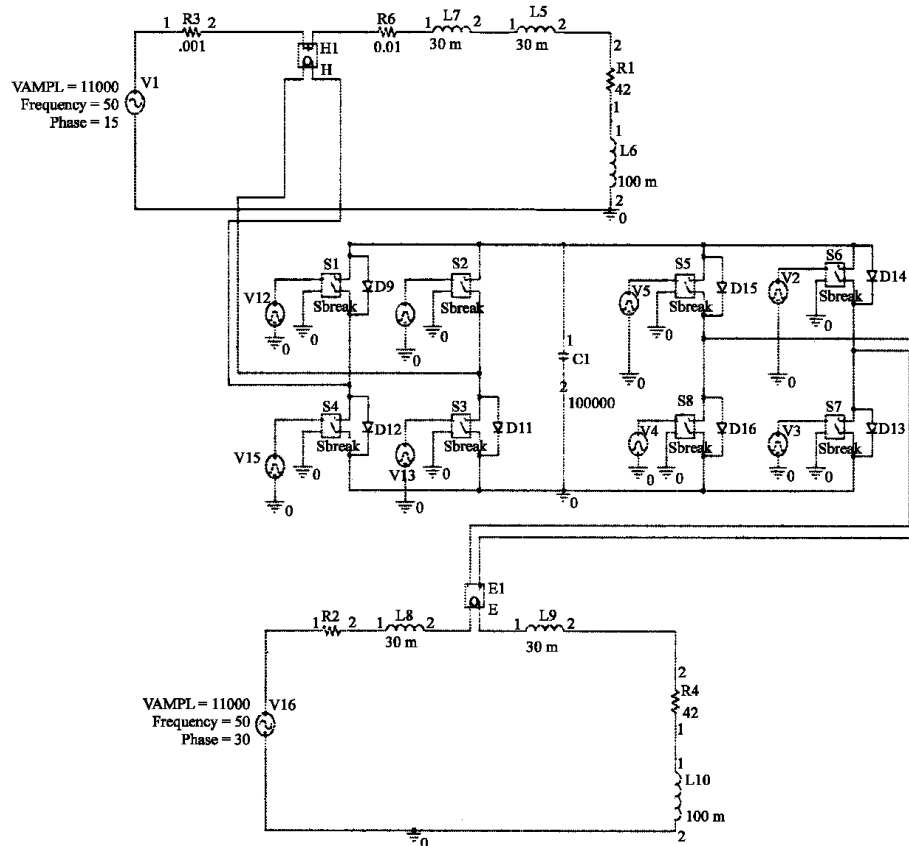 1 R3 2
.001
H1
H
R6
0.01
1 L7 2
30 m
1 L5 2
30 m
VAMPL = 11000
Frequency = 50
Phase = 15
V1
2
R1
42
1
1
L6
100 m
2
0
S1
Sbreak
D9
V12
0
0
S2
Sbreak
0
0
1
C1
2
100000
0
S5
Sbreak
D15
V5
0
0
S6
Sbreak
D14
V2
0
0
S4
Sbreak
D12
V15
0
0
S3
Sbreak
D11
V13
0
0
S8
Sbreak
D16
V4
0
0
S7
Sbreak
D13
V3
0
0
E1
E
1 R2 2
1 L8 2
30 m
1 L9 2
30 m
VAMPL = 11000
Frequency = 50
Phase = 30
V16
2
R4
42
1
1
L10
100 m
2
0